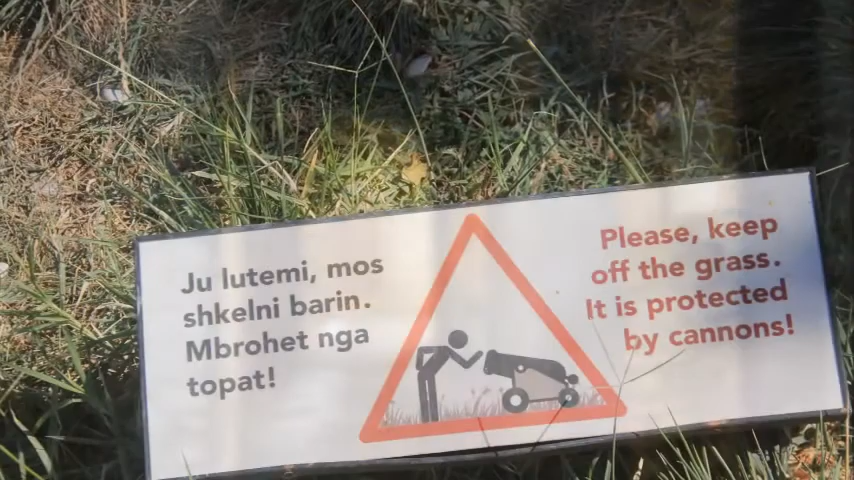 Ju lutemi, mos
shkelni barin.
Mbrohet nga
topat!
Please, keep
off the grass.
It is protected
by cannons!